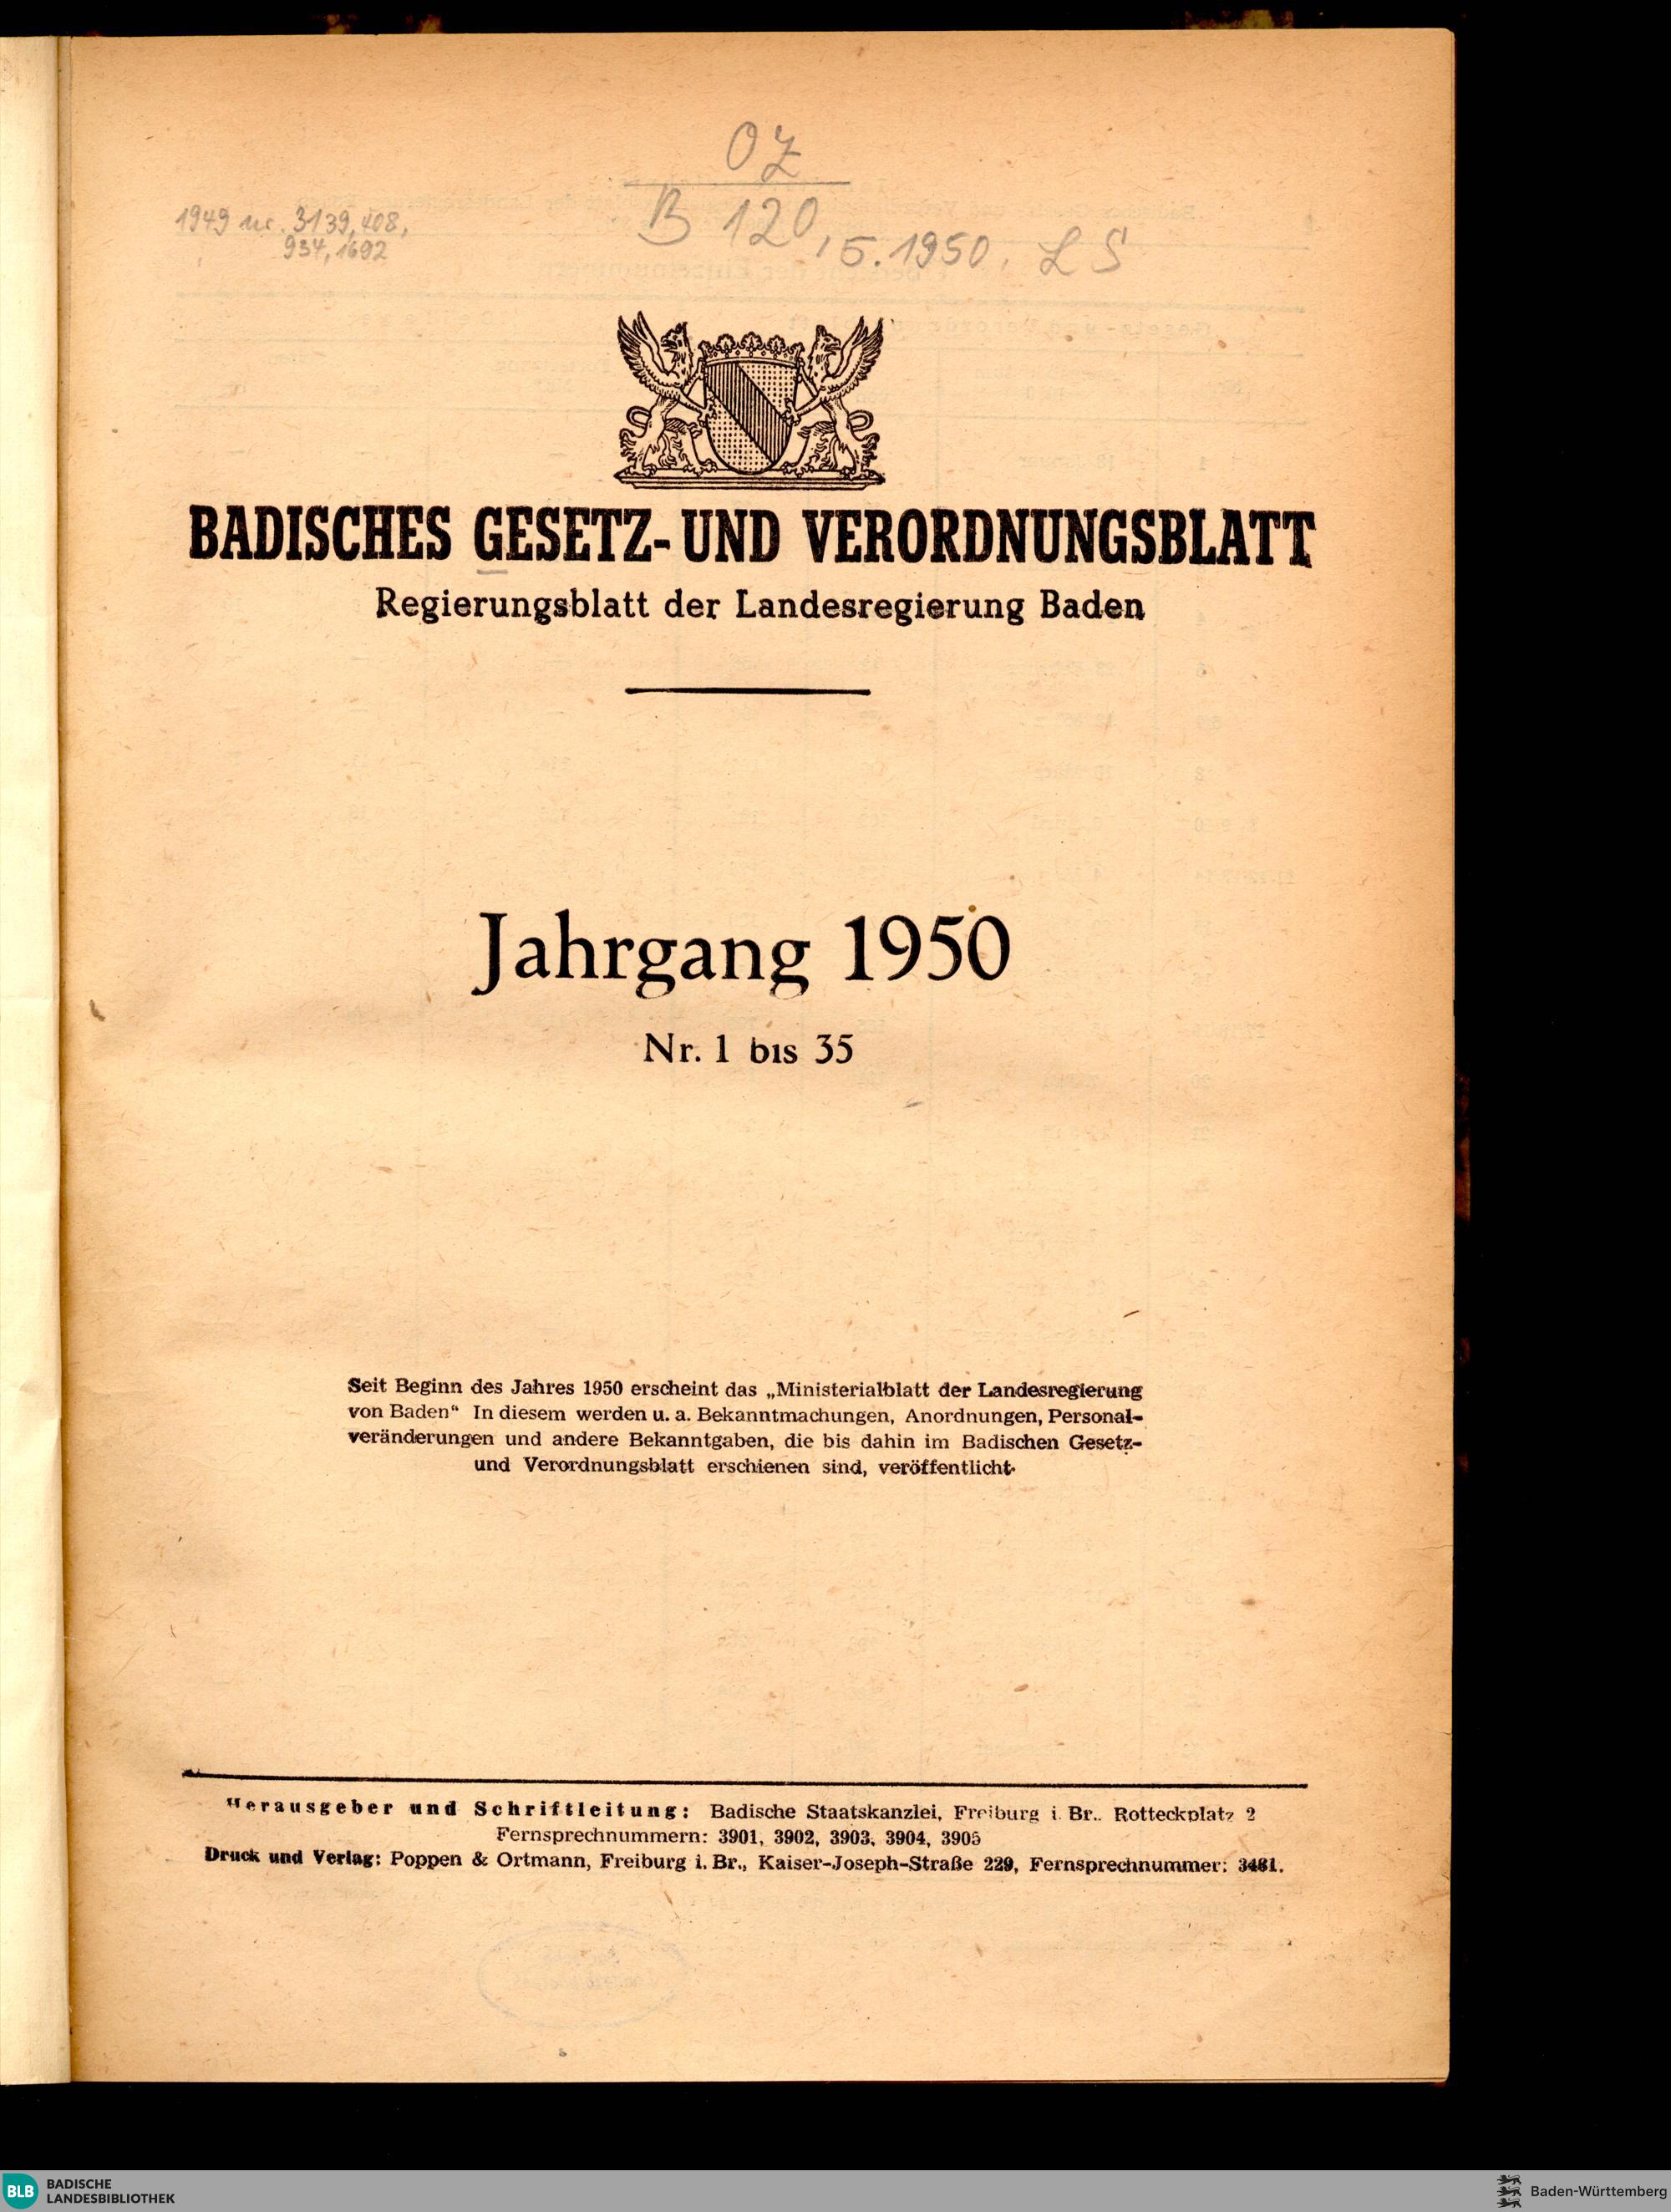 OZ
B 120, 5.1950, LS
1949 nr. 3139, 408,
934, 1692
BADISCHES GESETZ- UND VERORDNUNGSBLATT
Regierungsblatt der Landesregierung Baden
Jahrgang 1950
Nr. 1 bis 35
Seit Beginn des Jahres 1950 erscheint das „Ministerialblatt der Landesregierung
von Baden“ In diesem werden u. a. Bekanntmachungen, Anordnungen, Personal-
veränderungen und andere Bekanntgaben, die bis dahin im Badischen Gesetz-
und Verordnungsblatt erschienen sind, veröffentlicht.
Herausgeber und Schriftleitung: Badische Staatskanzlei, Freiburg i. Br.. Rotteckplatz 2
Fernsprechnummern: 3901, 3902, 3903, 3904, 3905
Druck und Verlag: Poppen & Ortmann, Freiburg i. Br., Kaiser-Joseph-Straße 229, Fernsprechnummer: 3481.
BLB BADISCHE
LANDESBIBLIOTHEK
Baden-Württemberg